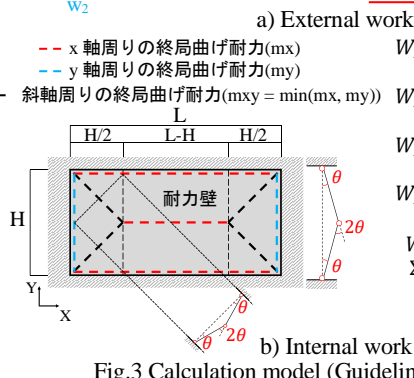 w₂
a) External work
x 軸周りの終局曲げ耐力(mx)
y 軸周りの終局曲げ耐力(my)
斜軸周りの終局曲げ耐力(mxy = min(mx, my))
W
W
W
W
W
Σ
L
H/2 L-H H/2
耐力壁
H
θ
2θ
θ
Y
X
θ
2θ
θ
b) Internal work
Fig.3 Calculation model (Guidelin